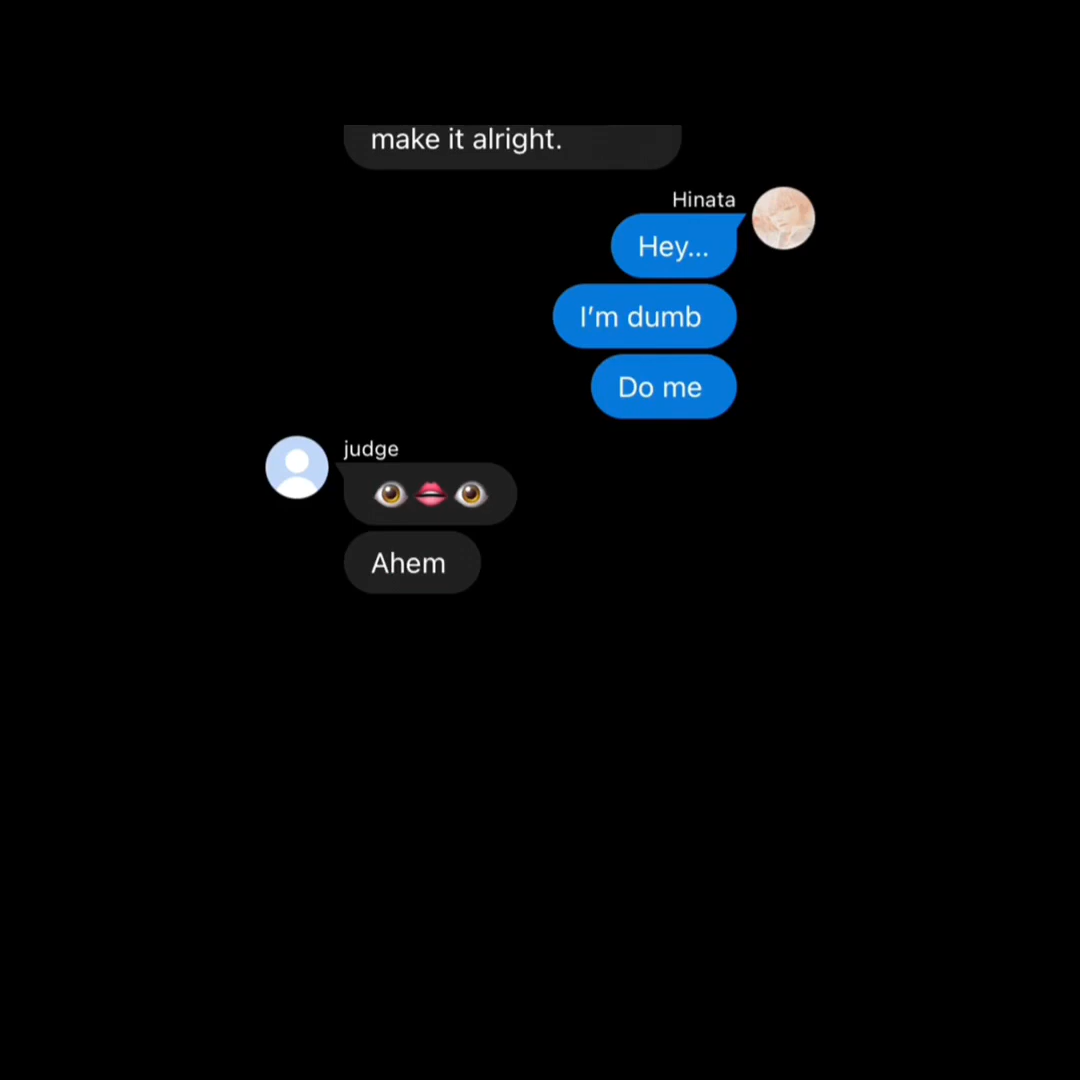 make it alright.
Hinata
Hey...
I'm dumb
Do me
judge
👁👄👁
Ahem